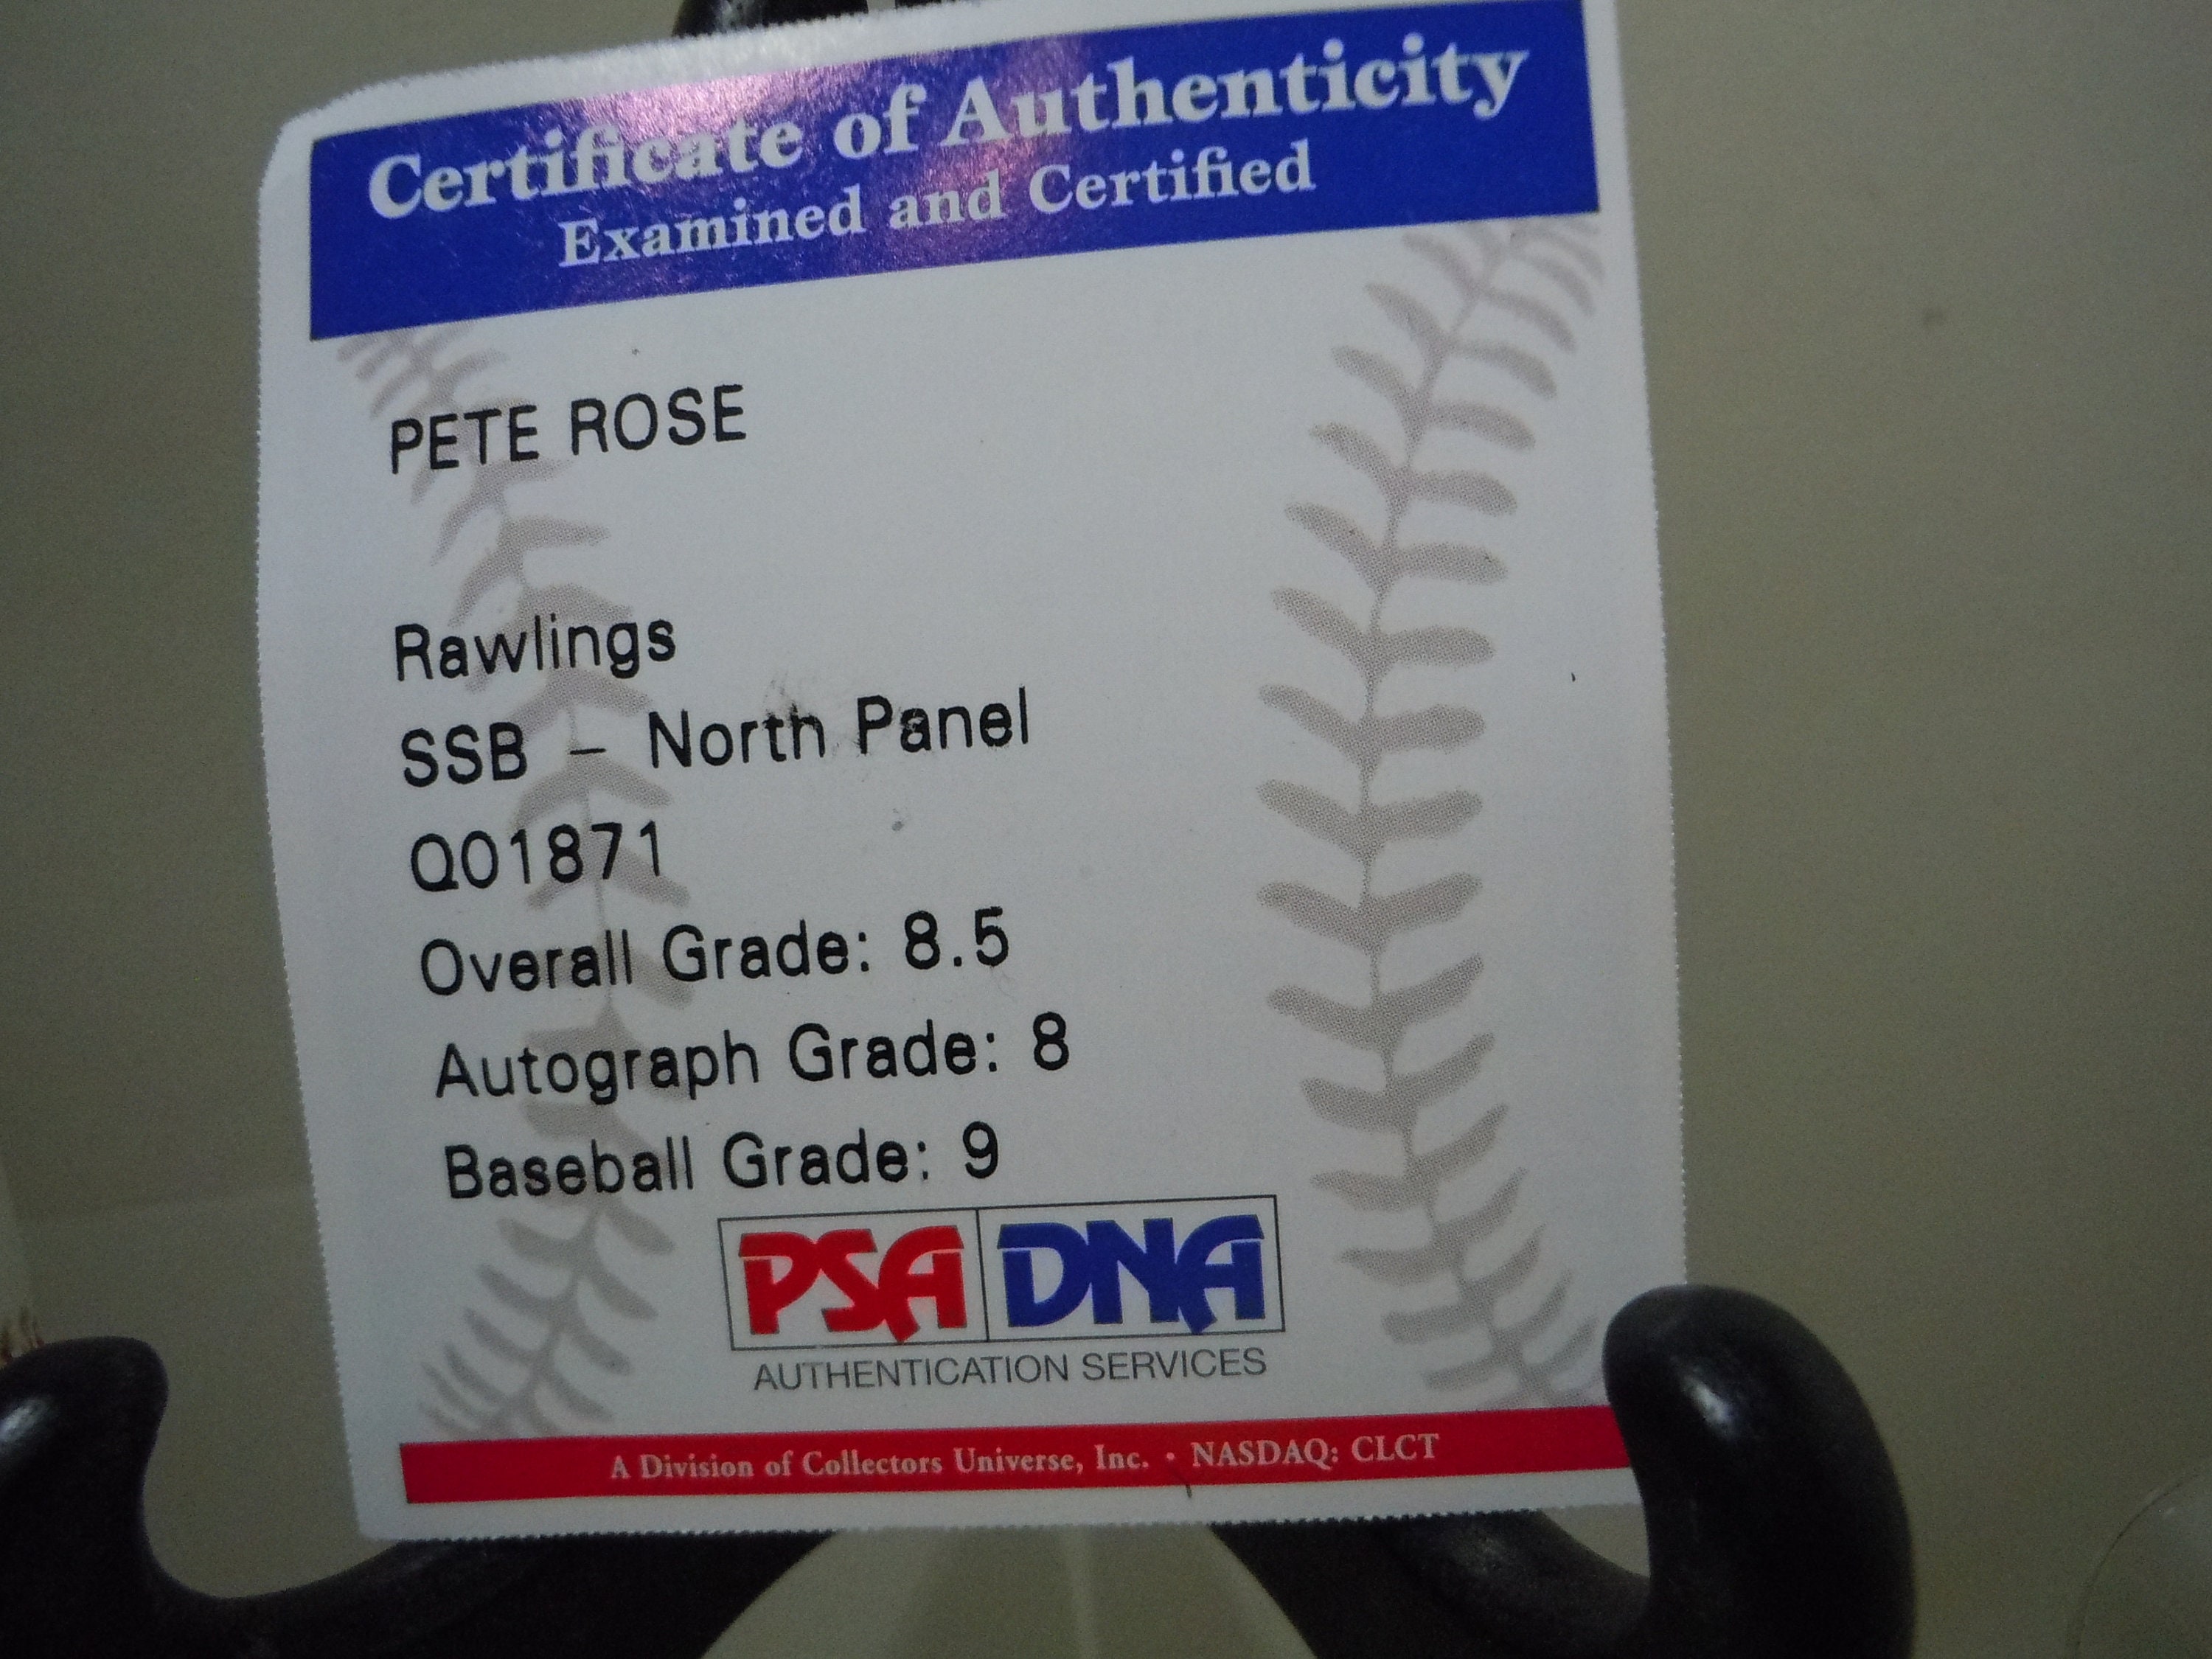 Certificate of Authenticity
Examined and Certified
PETE ROSE
Rawlings
SSB - North Panel
Q01871
Overall Grade: 8.5
Autograph Grade: 8
Baseball Grade: 9
PSA DNA
AUTHENTICATION SERVICES
A Division of Collectors Universe, Inc. • NASDAQ: CLCT